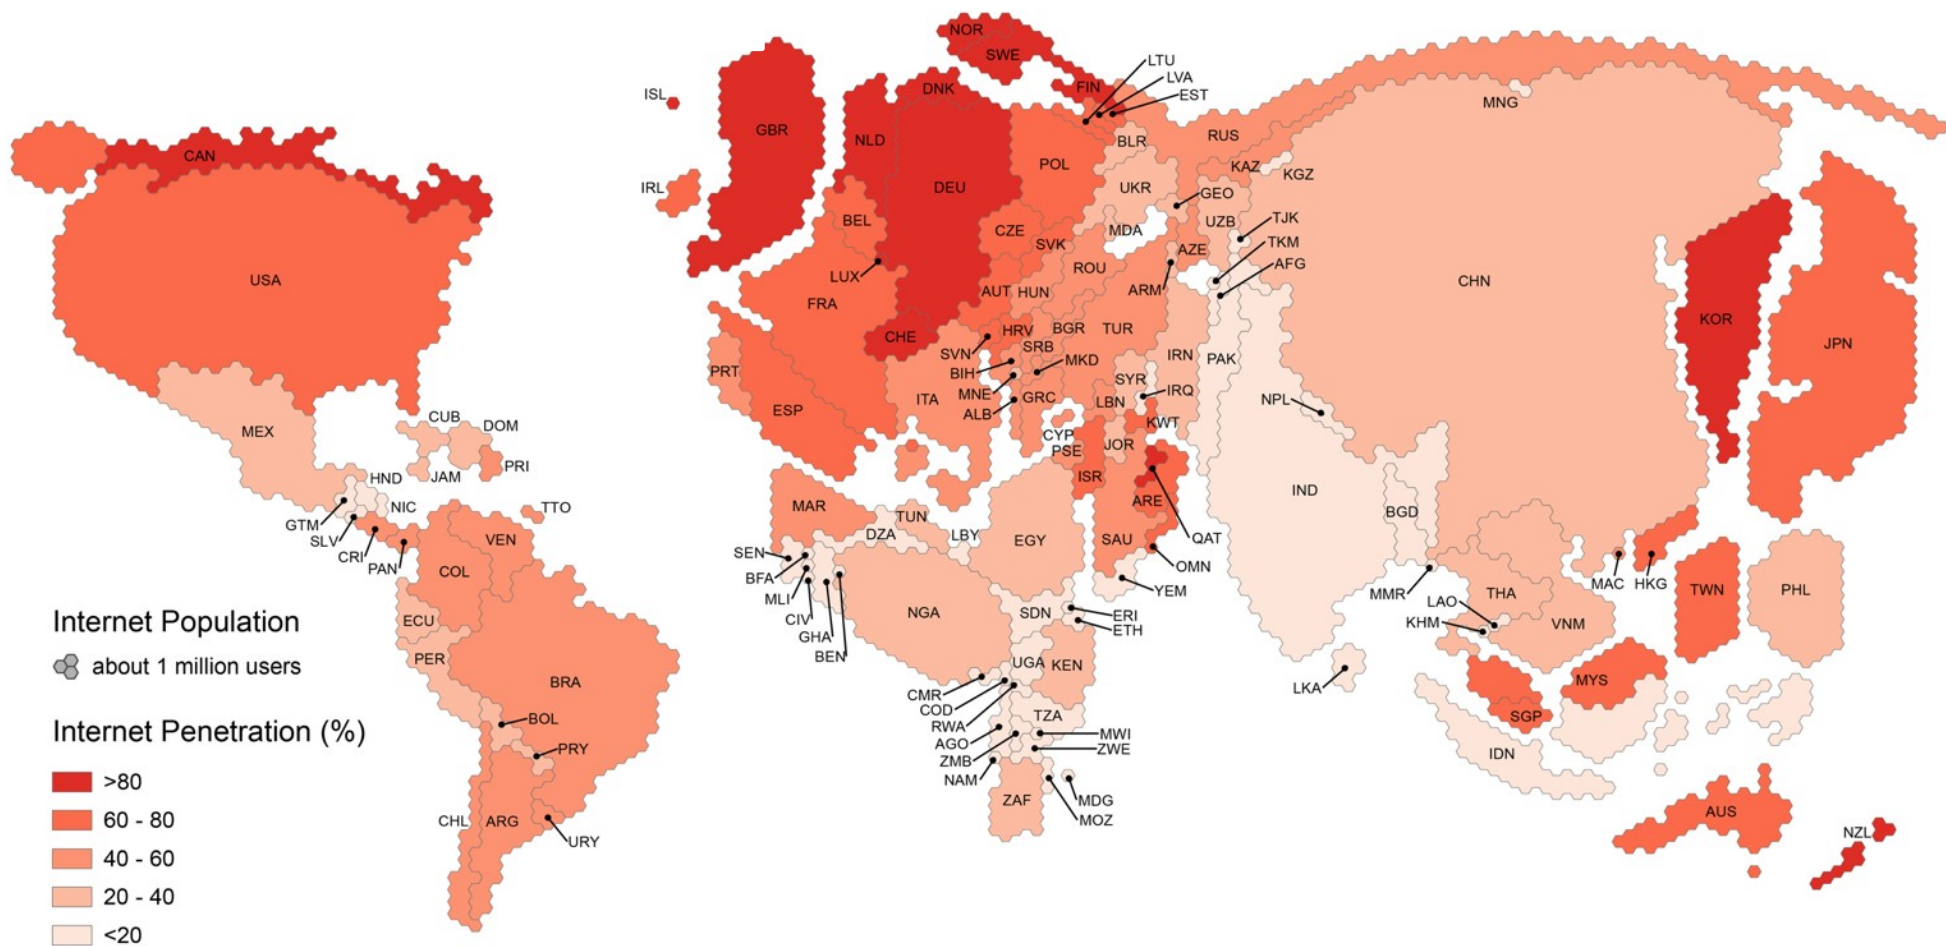 NOR
SWE
LTU
LVA
EST
ISL
DNK
FIN
MNG
GBR
NLD
RUS
CAN
BLR
POL
KAZ
KGZ
IRL
DEU
UKR
GEO
BEL
CZE
MDA
UZB
TJK
SVK
AZE
TKM
ROU
AFG
USA
LUX
AUT
HUN
ARM
CHN
FRA
KOR
CHE
HRV
BGR
TUR
JPN
SVN
SRB
IRN
PAK
MKD
PRT
BIH
SYR
IRQ
MNE
ITA
ALB
GRC
LBN
NPL
ESP
CUB
DOM
MEX
KWT
CYP
PSE
JOR
PRI
HND
JAM
ISR
IND
ARE
NIC
TTO
MAR
BGD
GTM
TUN
SLV
VEN
DZA
LBY
EGY
SAU
QAT
CRI
SEN
PAN
COL
BFA
OMN
MAC
HKG
MLI
YEM
MMR
THA
TWN
PHL
LAO
Internet Population
ECU
CIV
NGA
SDN
ERI
KHM
VNM
ETH
GHA
about 1 million users
PER
BEN
UGA
KEN
BRA
MYS
LKA
CMR
COD
BOL
RWA
TZA
SGP
Internet Penetration (%)
AGO
MWI
PRY
ZWE
IDN
ZMB
>80
NAM
ZAF
MDG
60 - 80
CHL
ARG
MOZ
AUS
URY
NZL
40 - 60
20 - 40
<20